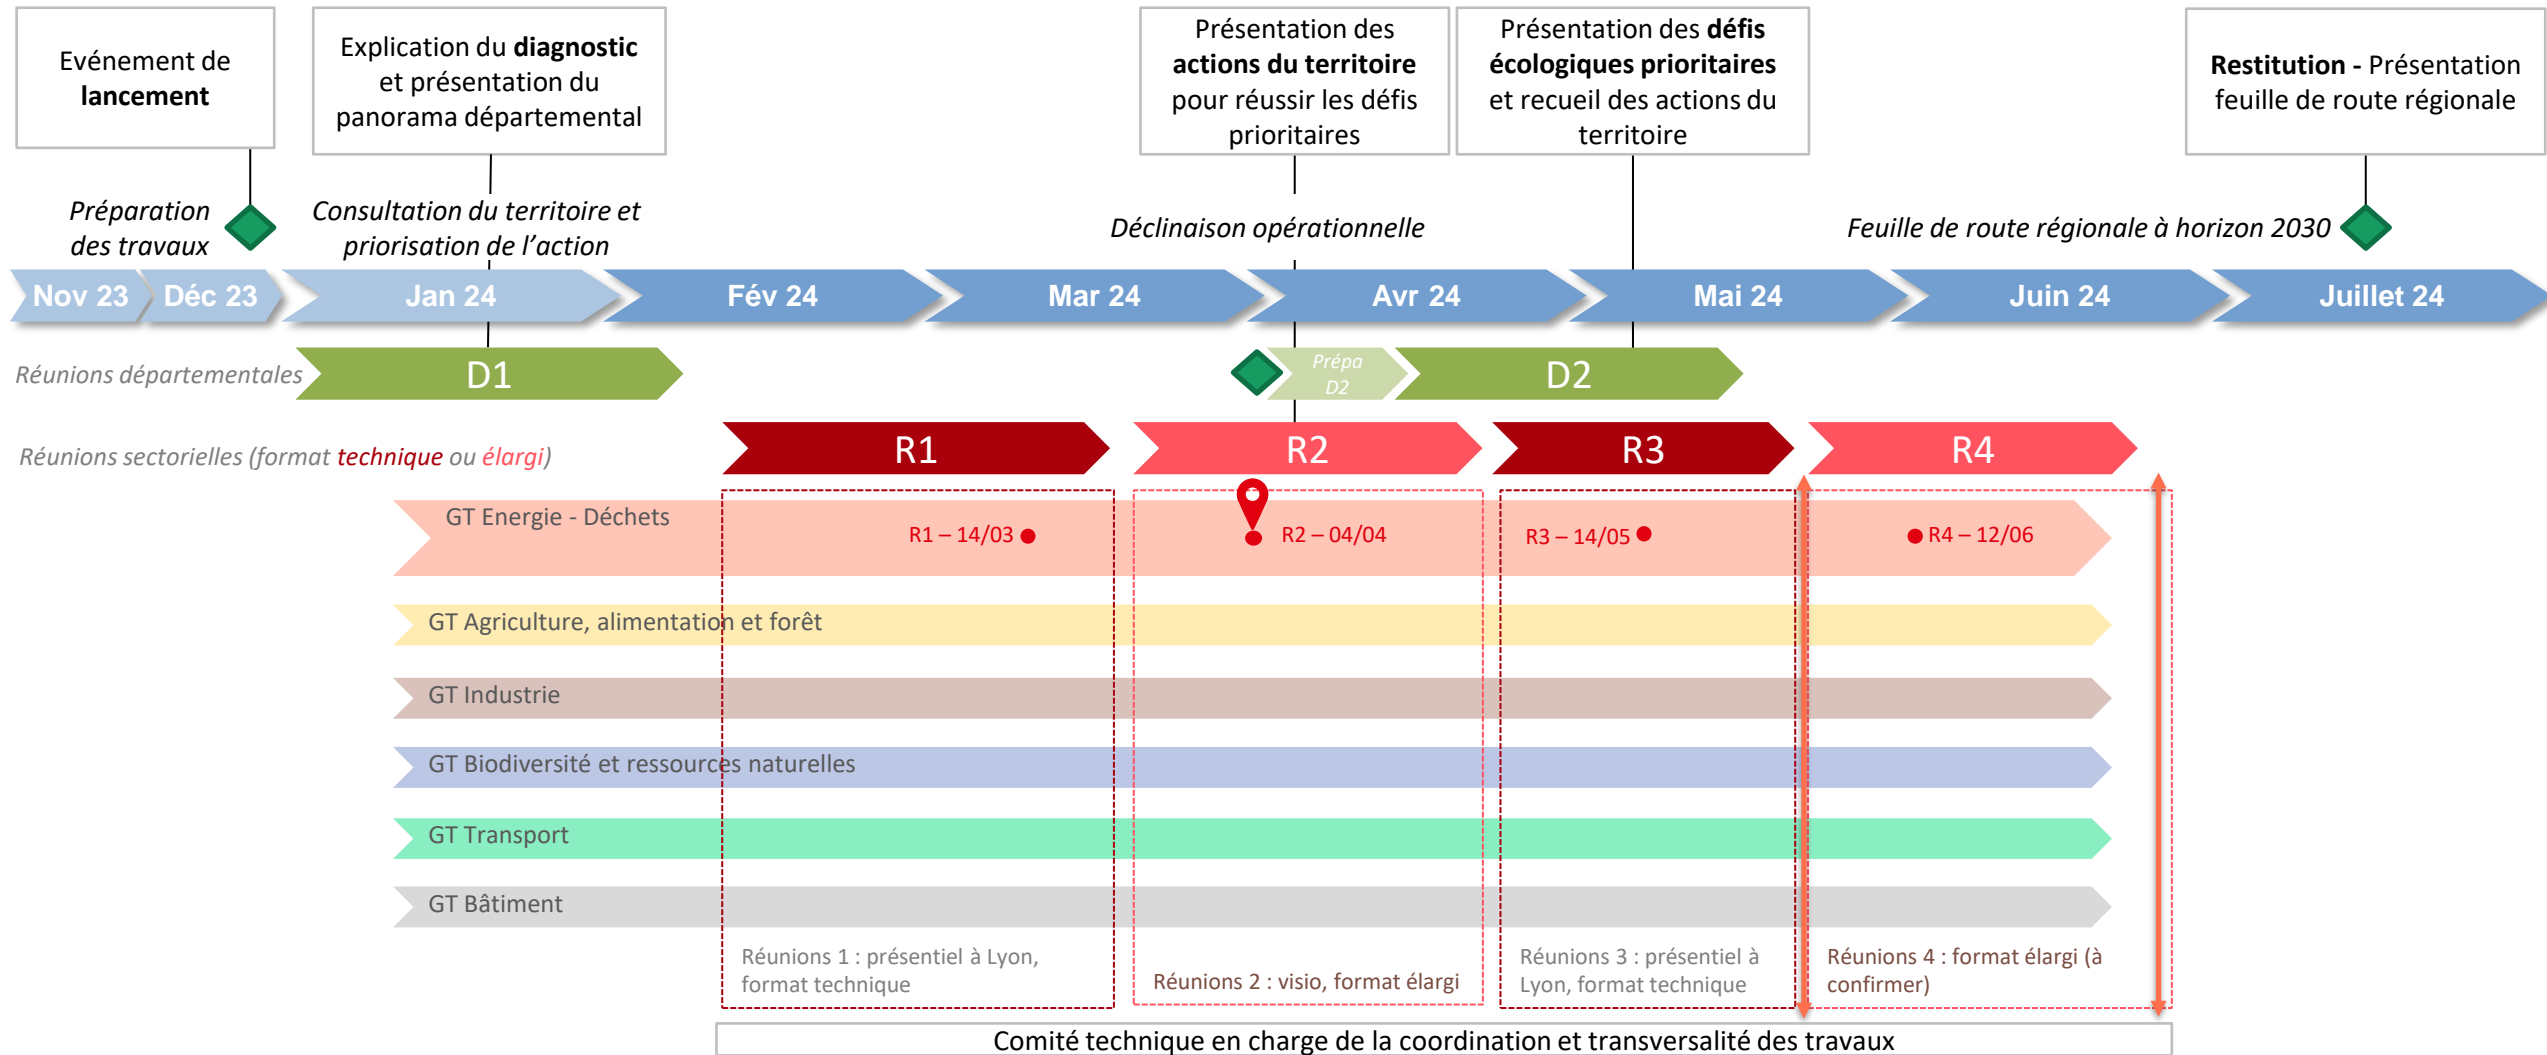 Evénement de
lancement
Explication du diagnostic
et présentation du
panorama départemental
Présentation des
actions du territoire
pour réussir les défis
prioritaires
Présentation des défis
écologiques prioritaires
et recueil des actions du
territoire
Restitution - Présentation
feuille de route régionale
Préparation
des travaux
Consultation du territoire et
priorisation de l'action
Déclinaison opérationnelle
Feuille de route régionale à horizon 2030
Nov 23
Déc 23
Jan 24
Fév 24
Mar 24
Avr 24
Mai 24
Juin 24
Juillet 24
Réunions départementales
D1
Prépa
D2
D2
Réunions sectorielles (format technique ou élargi)
R1
R2
R3
R4
GT Energie - Déchets
R1 – 14/03
R2 – 04/04
R3 – 14/05
R4 – 12/06
GT Agriculture, alimentation et forêt
GT Industrie
GT Biodiversité et ressources naturelles
GT Transport
GT Bâtiment
Réunions 1 : présentiel à Lyon,
format technique
Réunions 2 : visio, format élargi
Réunions 3 : présentiel à
Lyon, format technique
Réunions 4 : format élargi (à
confirmer)
Comité technique en charge de la coordination et transversalité des travaux